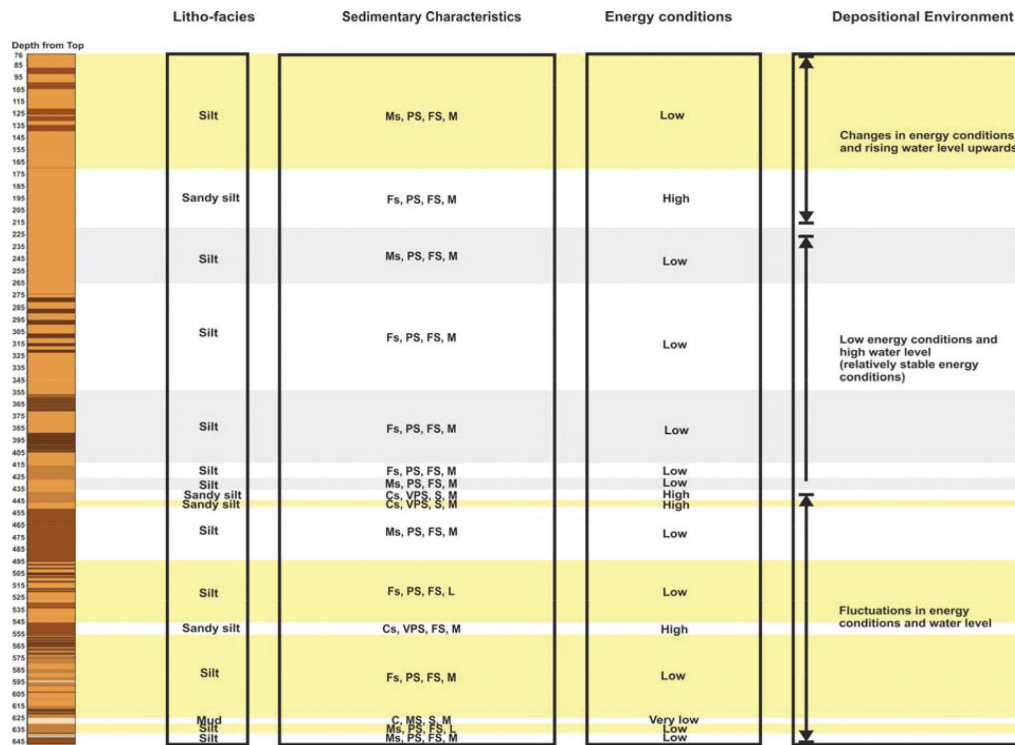 Litho-facies Sedimentary Characteristics Energy conditions Depositional Environment
Depth from Top
76
85
95
105
115
125
135
145
155
165
175
185
195
205
215
225
235
245
255
265
275
285
295
305
315
325
335
345
355
365
375
385
395
405
415
425
435
445
455
465
475
485
495
505
515
525
535
545
555
565
575
585
595
605
615
625
635
645
Silt Ms, PS, FS, M Low
Sandy silt Fs, PS, FS, M High
Silt Ms, PS, FS, M Low
Silt Fs, PS, FS, M Low
Silt Fs, PS, FS, M Low
Silt Fs, PS, FS, M Low
Silt Ms, PS, FS, M Low
Sandy silt Cs, VPS, S, M High
Sandy silt Cs, VPS, S, M High
Silt Ms, PS, FS, M Low
Silt Fs, PS, FS, L Low
Sandy silt Cs, VPS, FS, M High
Silt Fs, PS, FS, M Low
Mud C, MS, S, M Very low
Silt Ms, PS, FS, L Low
Silt Ms, PS, FS, M Low
Changes in energy conditions
and rising water level upwards
Low energy conditions and
high water level
(relatively stable energy
conditions)
Fluctuations in energy
conditions and water level